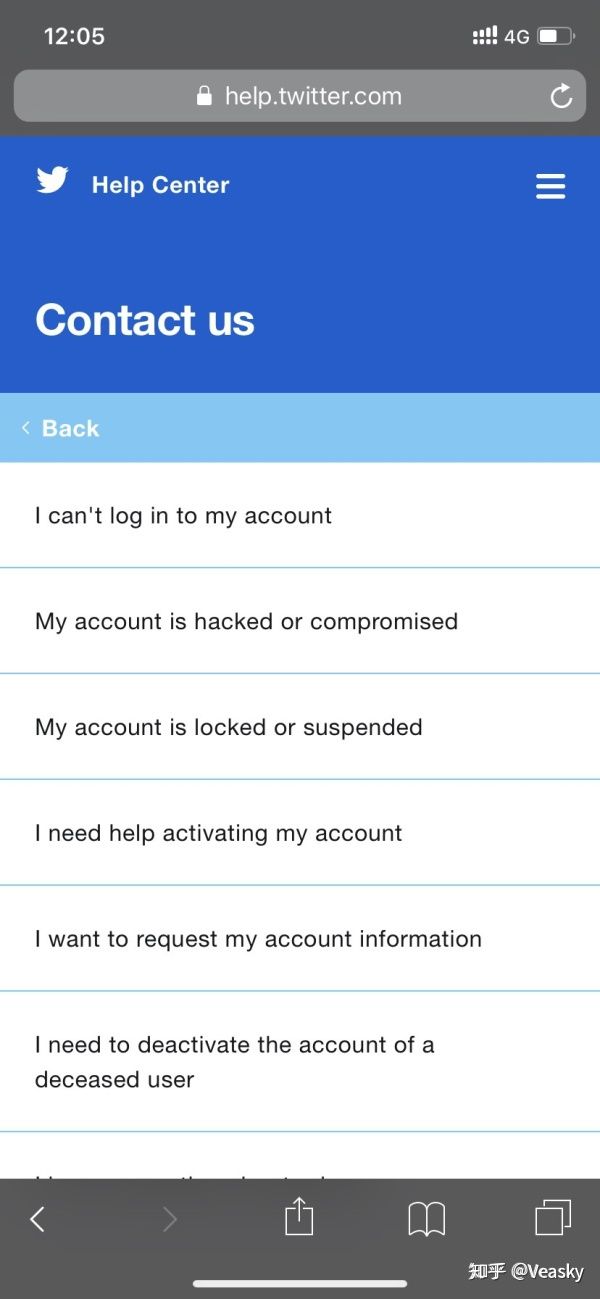 12:05
4G
help.twitter.com
Help Center
Contact us
Back
I can't log in to my account
My account is hacked or compromised
My account is locked or suspended
I need help activating my account
I want to request my account information
I need to deactivate the account of a
deceased user
知乎 @Veasky